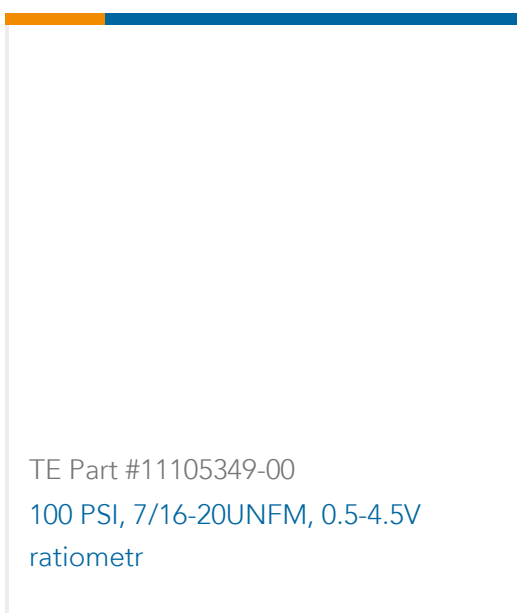 TE Part #11105349-00
100 PSI, 7/16-20UNFM, 0.5-4.5V
ratiometr